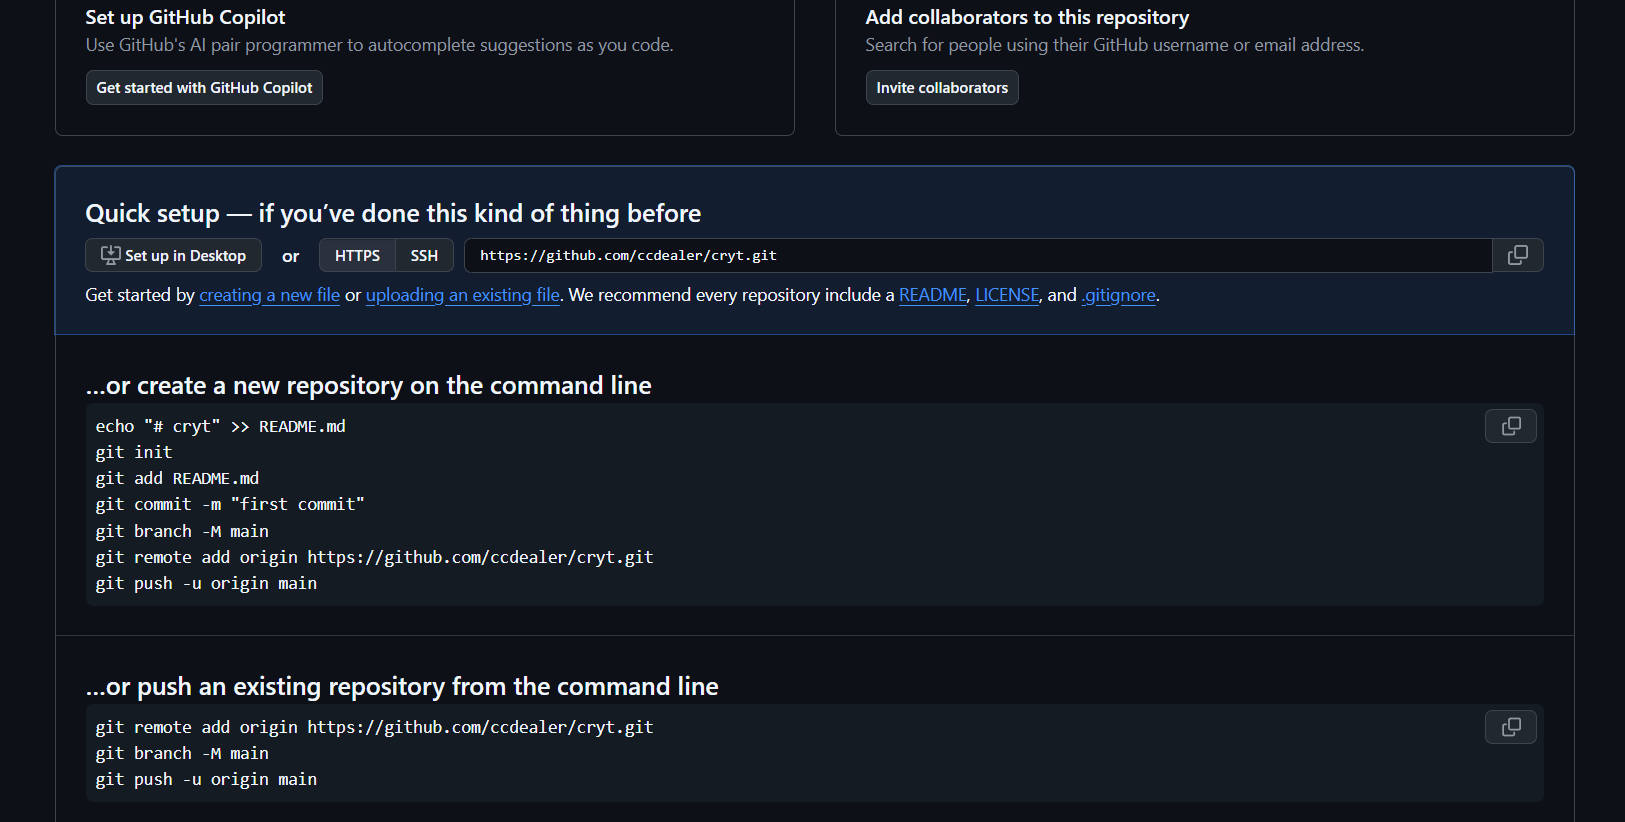 Set up GitHub Copilot
Use GitHub's AI pair programmer to autocomplete suggestions as you code.
Get started with GitHub Copilot
Add collaborators to this repository
Search for people using their GitHub username or email address.
Invite collaborators
Quick setup — if you’ve done this kind of thing before
Set up in Desktop or HTTPS SSH https://github.com/ccdealer/cryt.git
Get started by creating a new file or uploading an existing file. We recommend every repository include a README, LICENSE, and .gitignore.
...or create a new repository on the command line
echo "# cryt" >> README.md
git init
git add README.md
git commit -m "first commit"
git branch -M main
git remote add origin https://github.com/ccdealer/cryt.git
git push -u origin main
...or push an existing repository from the command line
git remote add origin https://github.com/ccdealer/cryt.git
git branch -M main
git push -u origin main